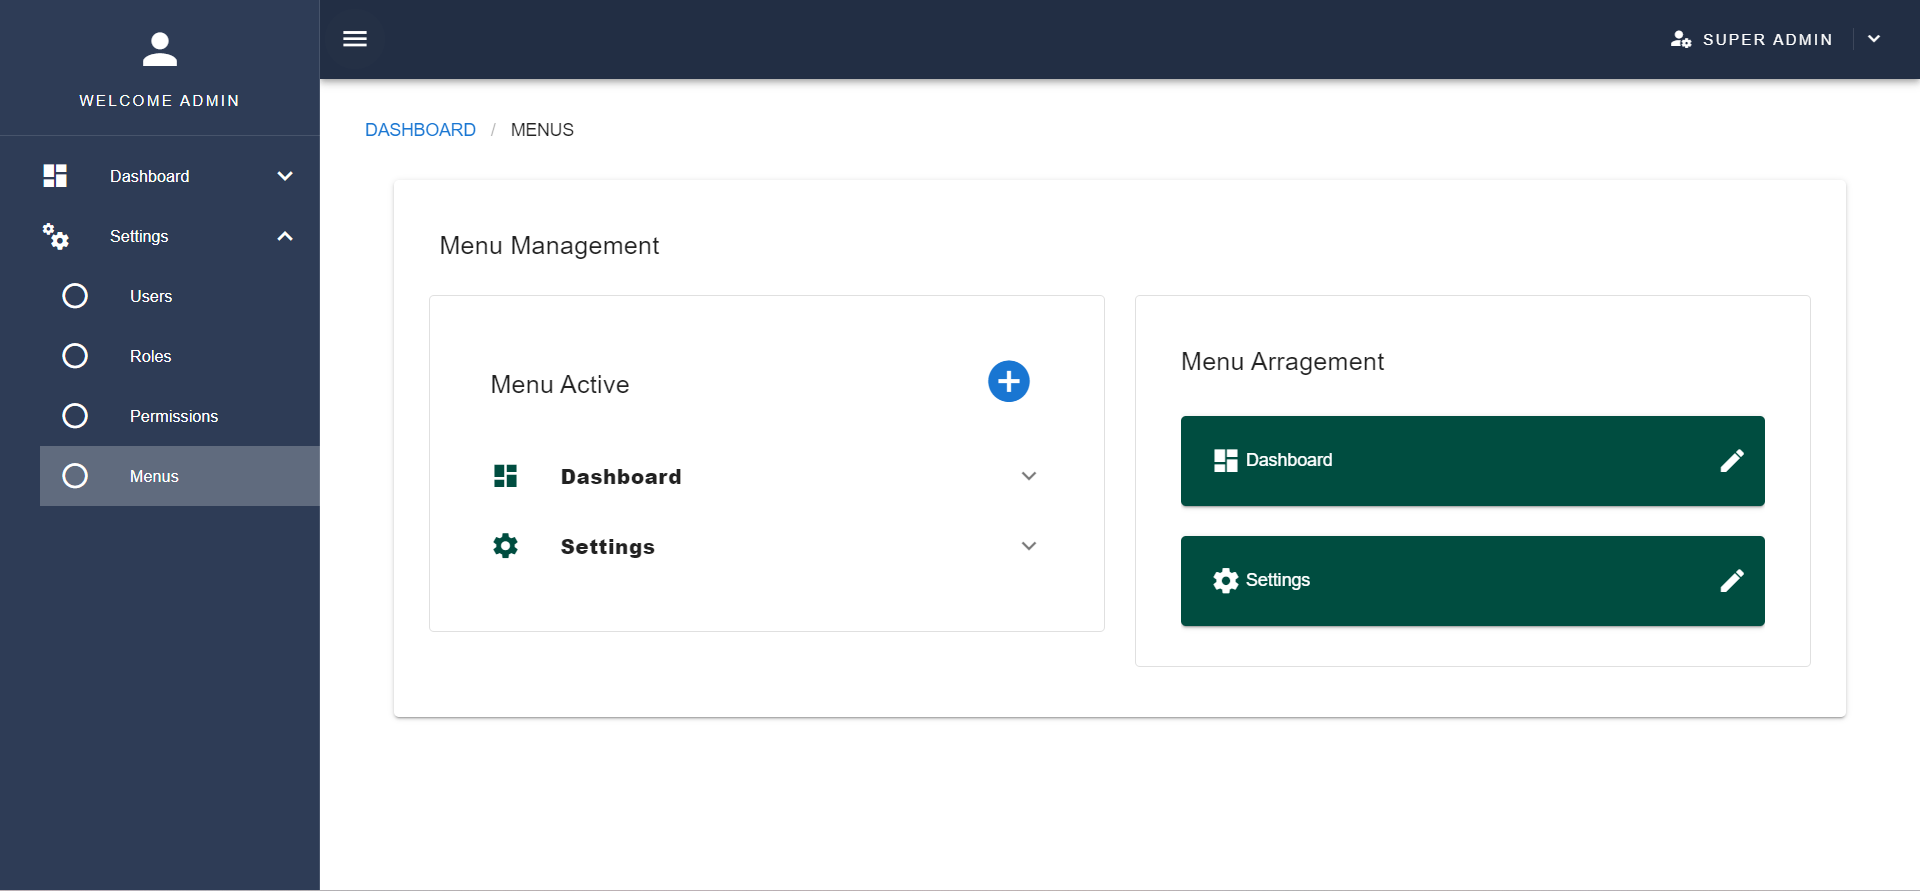 WELCOME ADMIN
Dashboard
Settings
Users
Roles
Permissions
Menus
SUPER ADMIN
DASHBOARD / MENUS
Menu Management
Menu Active
Dashboard
Settings
Menu Arragement
Dashboard
Settings